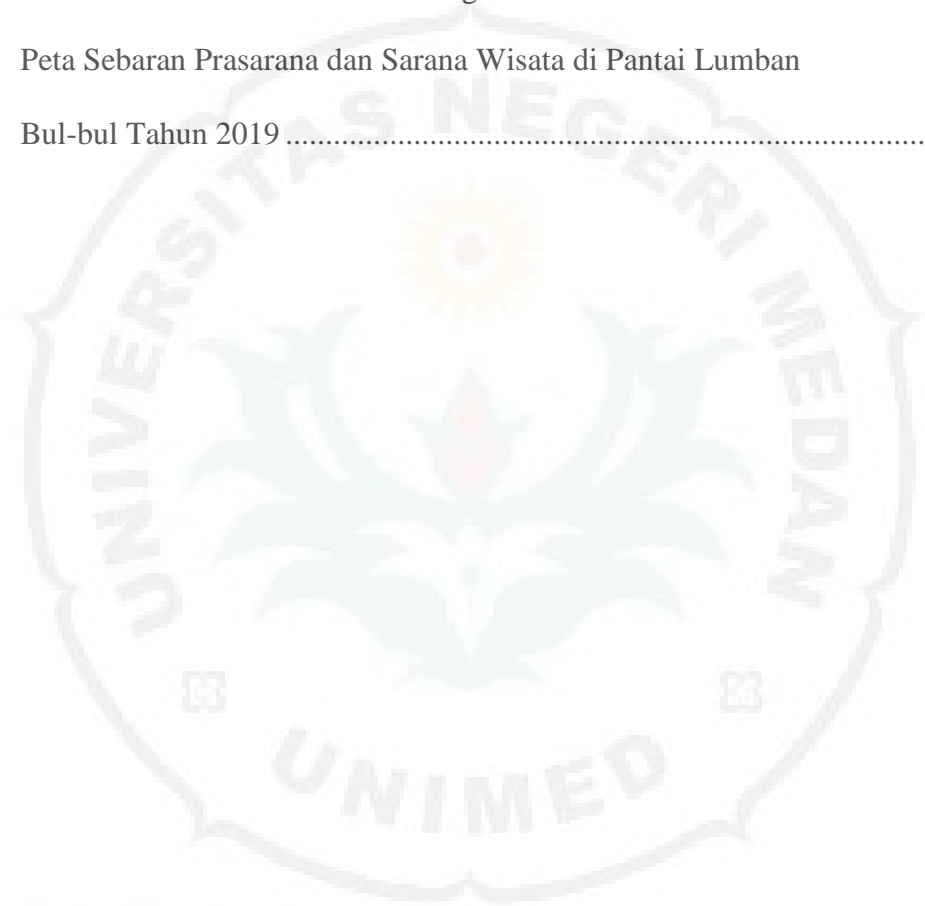 Peta Sebaran Prasarana dan Sarana Wisata di Pantai Lumban
Bul-bul Tahun 2019 ................................................................................
UNIVERSITAS NEGERI MEDAN
UNIMED